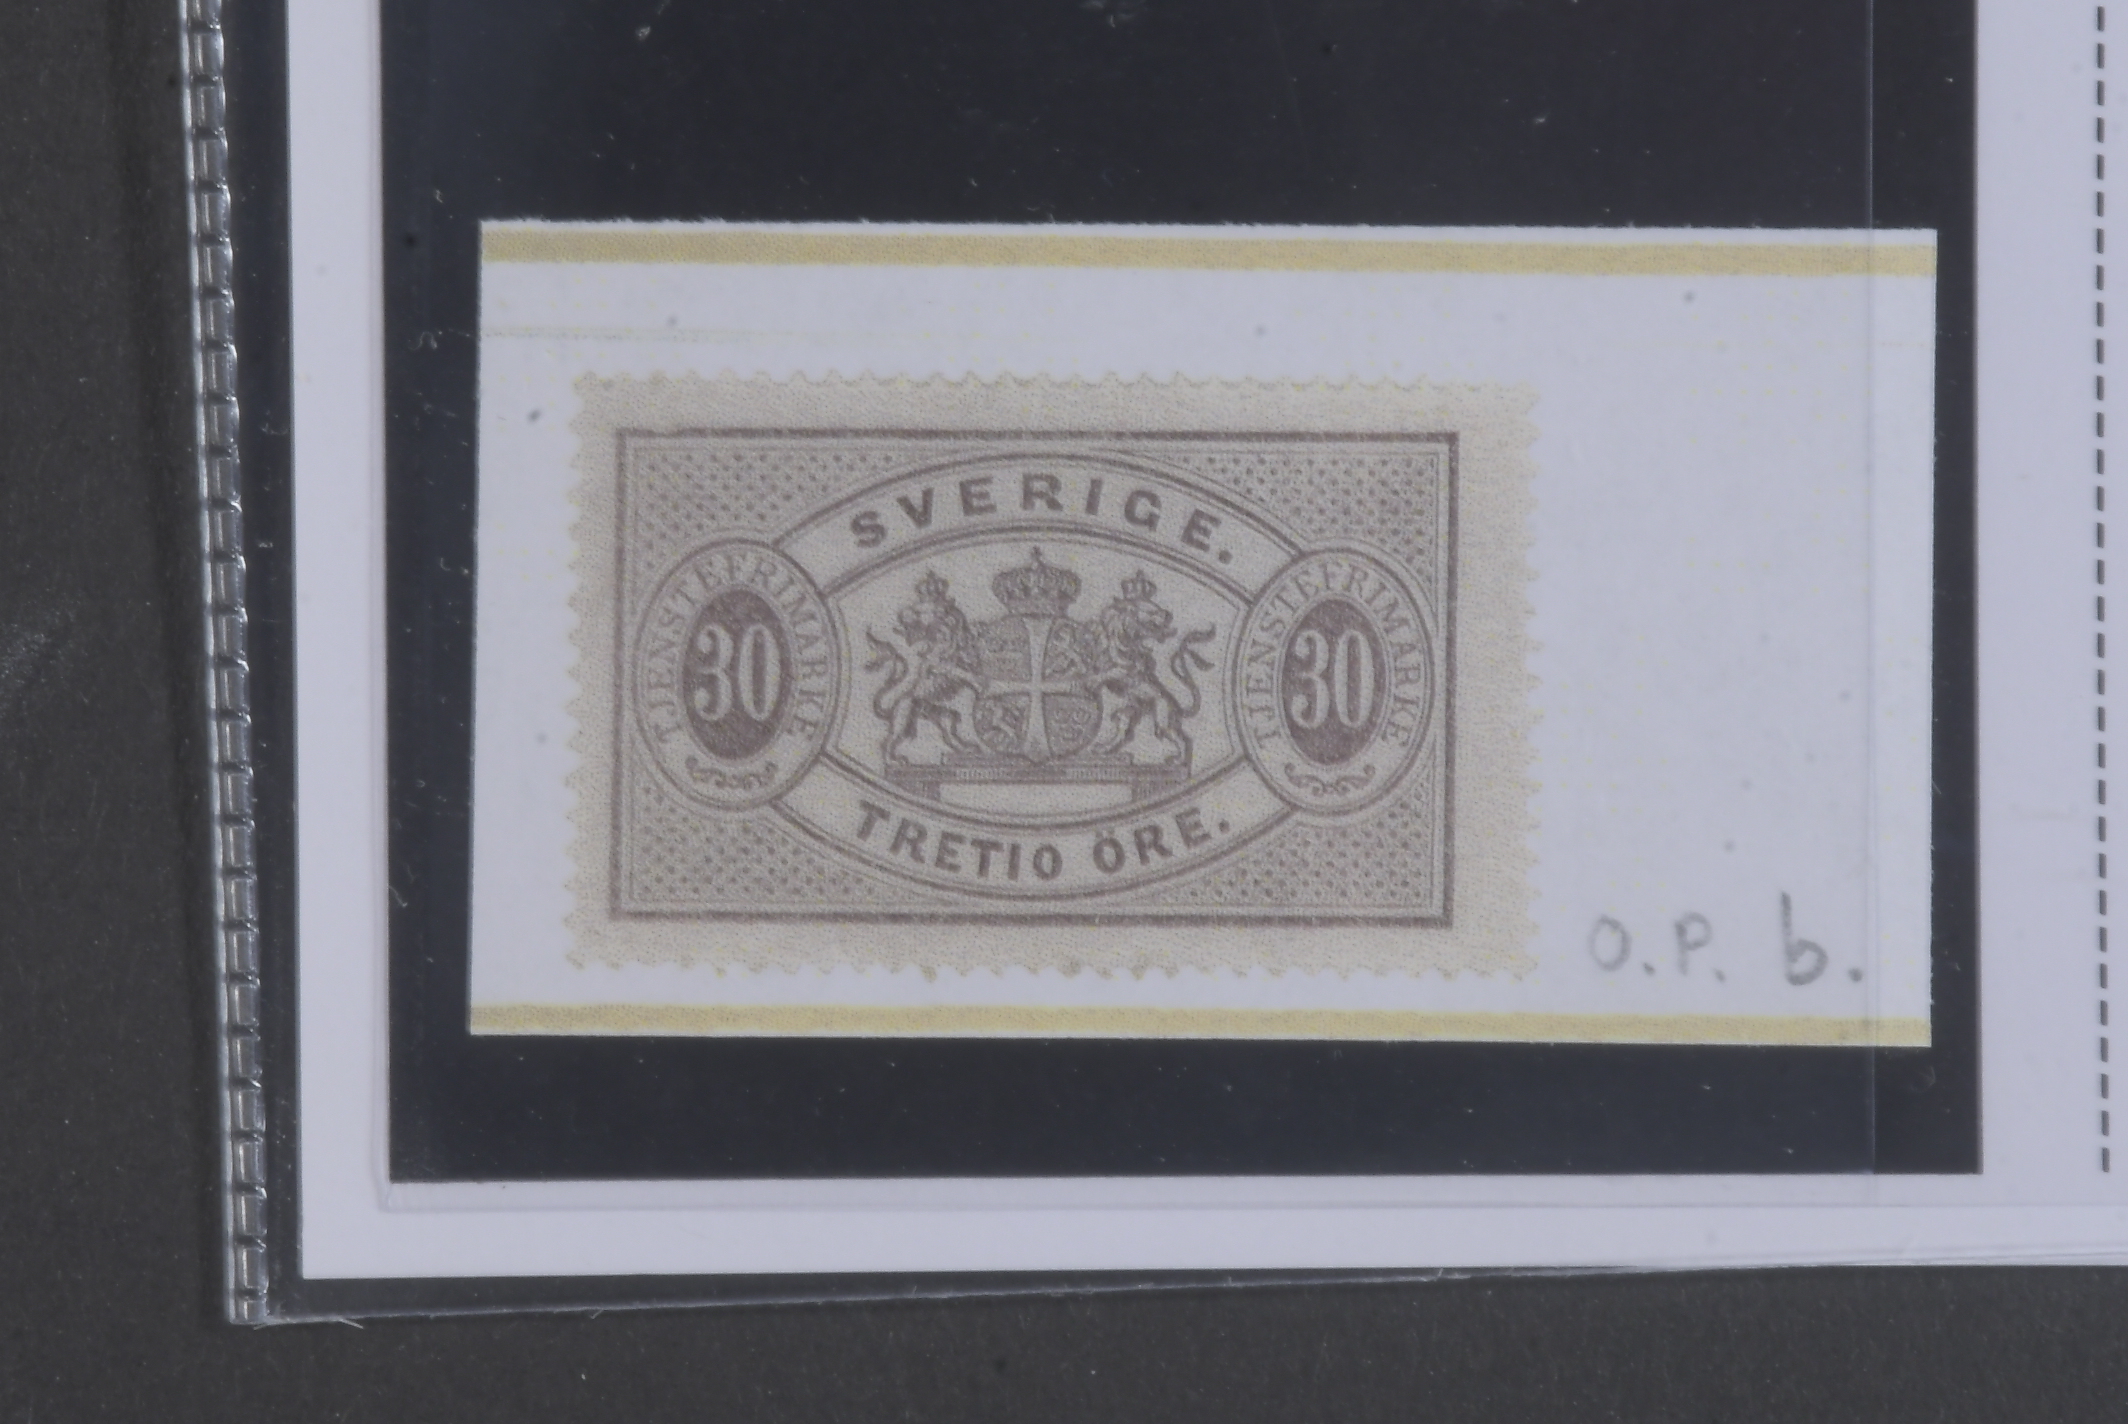 SVERIGE.
TJENSTEFRIMARKE
30
TJENSTEFRIMARKE
30
TRETIO ÖRE.
O.P. b.